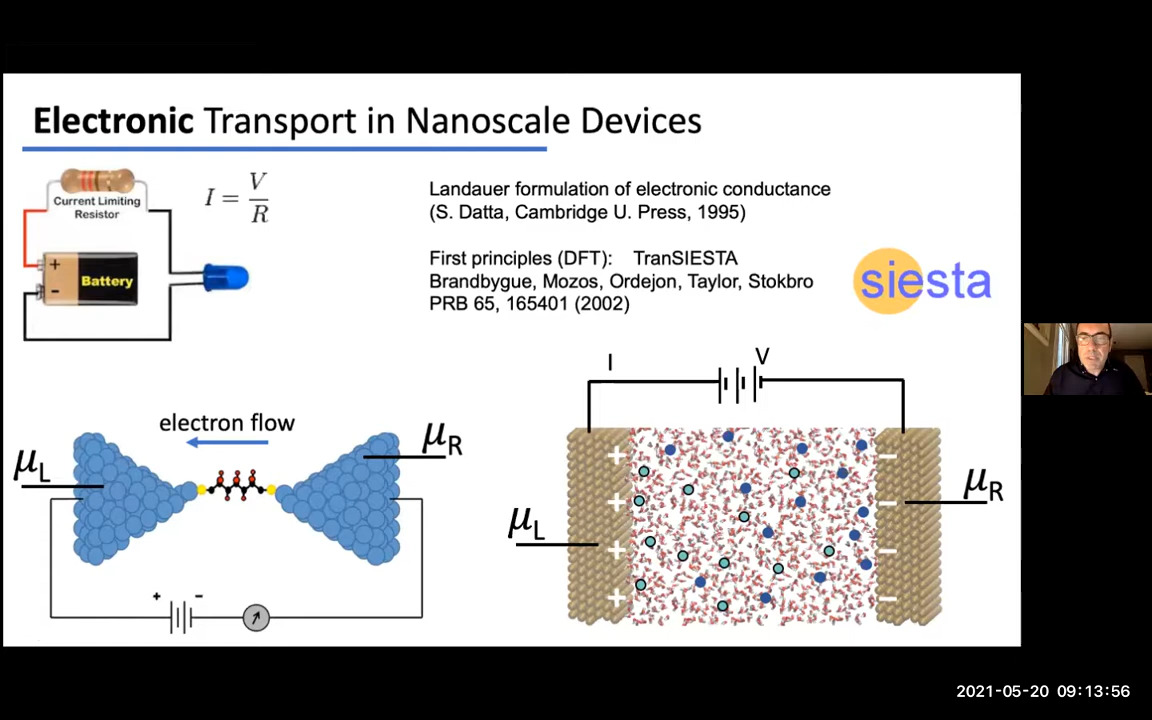 Electronic Transport in Nanoscale Devices
Current Limiting
Resistor
I = V/R
+
Battery
-
Landauer formulation of electronic conductance
(S. Datta, Cambridge U. Press, 1995)
First principles (DFT): TranSIESTA
Brandbygue, Mozos, Ordejon, Taylor, Stokbro
PRB 65, 165401 (2002)
siesta
I
V
electron flow
μL
μR
+ -
μL
μR
+ −
+ −
+ −
+ −
2021-05-20 09:13:56